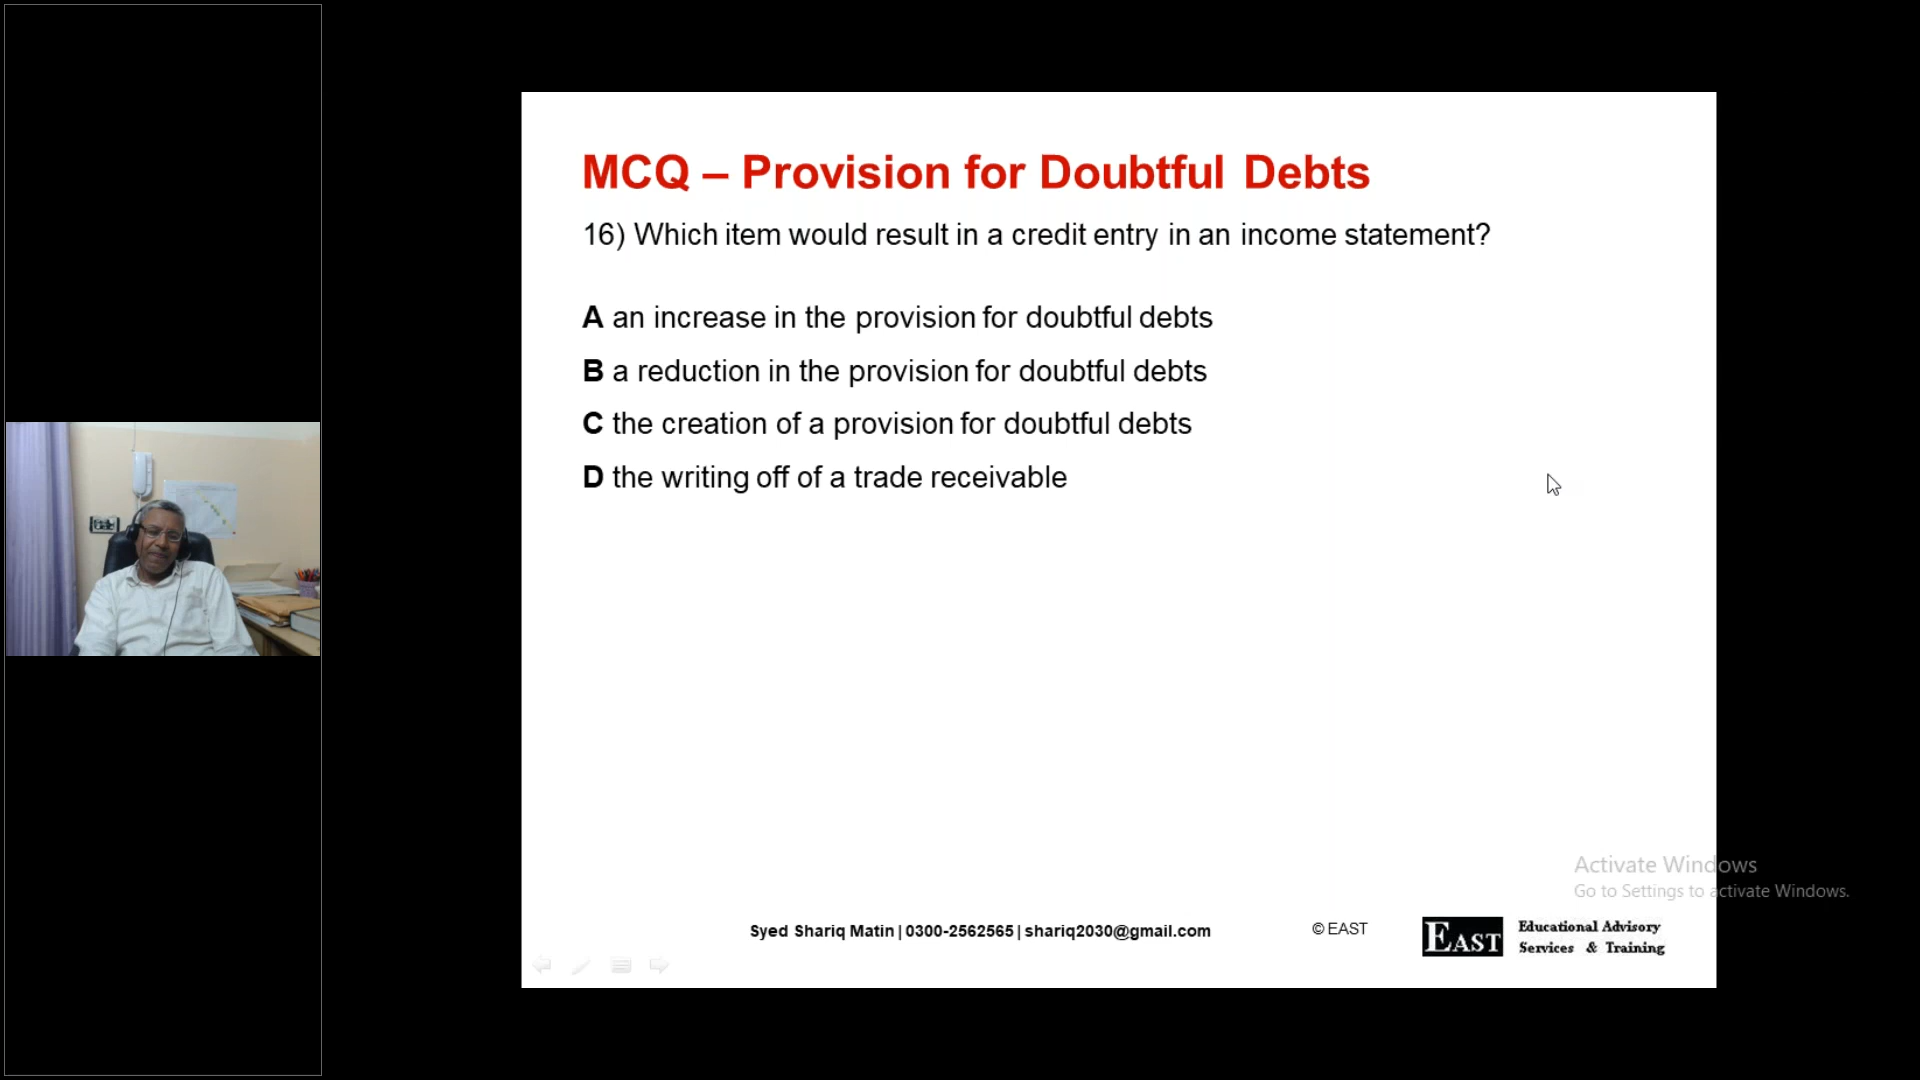 MCQ – Provision for Doubtful Debts
16) Which item would result in a credit entry in an income statement?
A an increase in the provision for doubtful debts
B a reduction in the provision for doubtful debts
C the creation of a provision for doubtful debts
D the writing off of a trade receivable
Activate Windows
Go to Settings to activate Windows.
Syed Shariq Matin | 0300-2562565 | shariq2030@gmail.com
© EAST
EAST
Educational Advisory
Services & Training